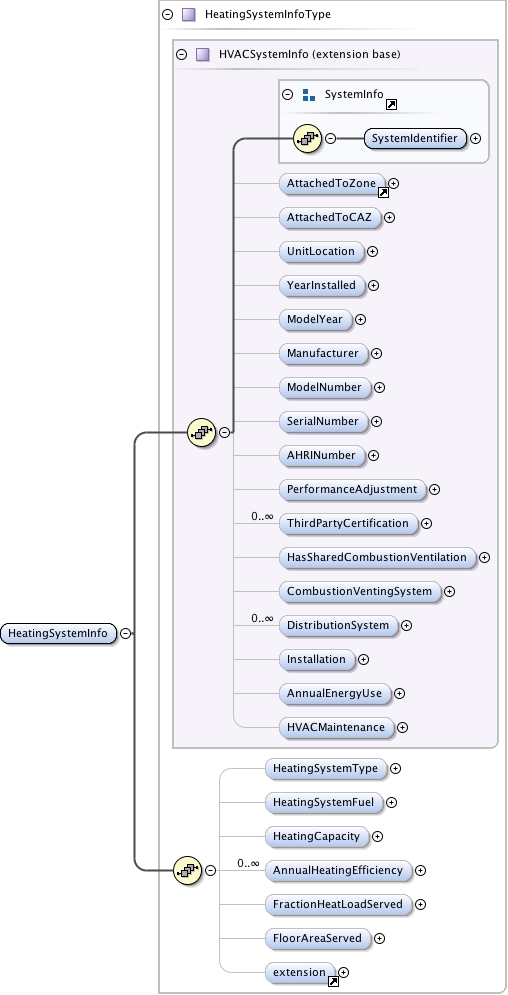 HeatingSystemInfoType
HVACSystemInfo (extension base)
SystemInfo
SystemIdentifier
AttachedToZone
AttachedToCAZ
UnitLocation
YearInstalled
ModelYear
Manufacturer
ModelNumber
SerialNumber
AHRINumber
PerformanceAdjustment
0..∞
ThirdPartyCertification
HasSharedCombustionVentilation
CombustionVentingSystem
0..∞
DistributionSystem
HeatingSystemInfo
Installation
AnnualEnergyUse
HVACMaintenance
HeatingSystemType
HeatingSystemFuel
HeatingCapacity
0..∞
AnnualHeatingEfficiency
FractionHeatLoadServed
FloorAreaServed
extension